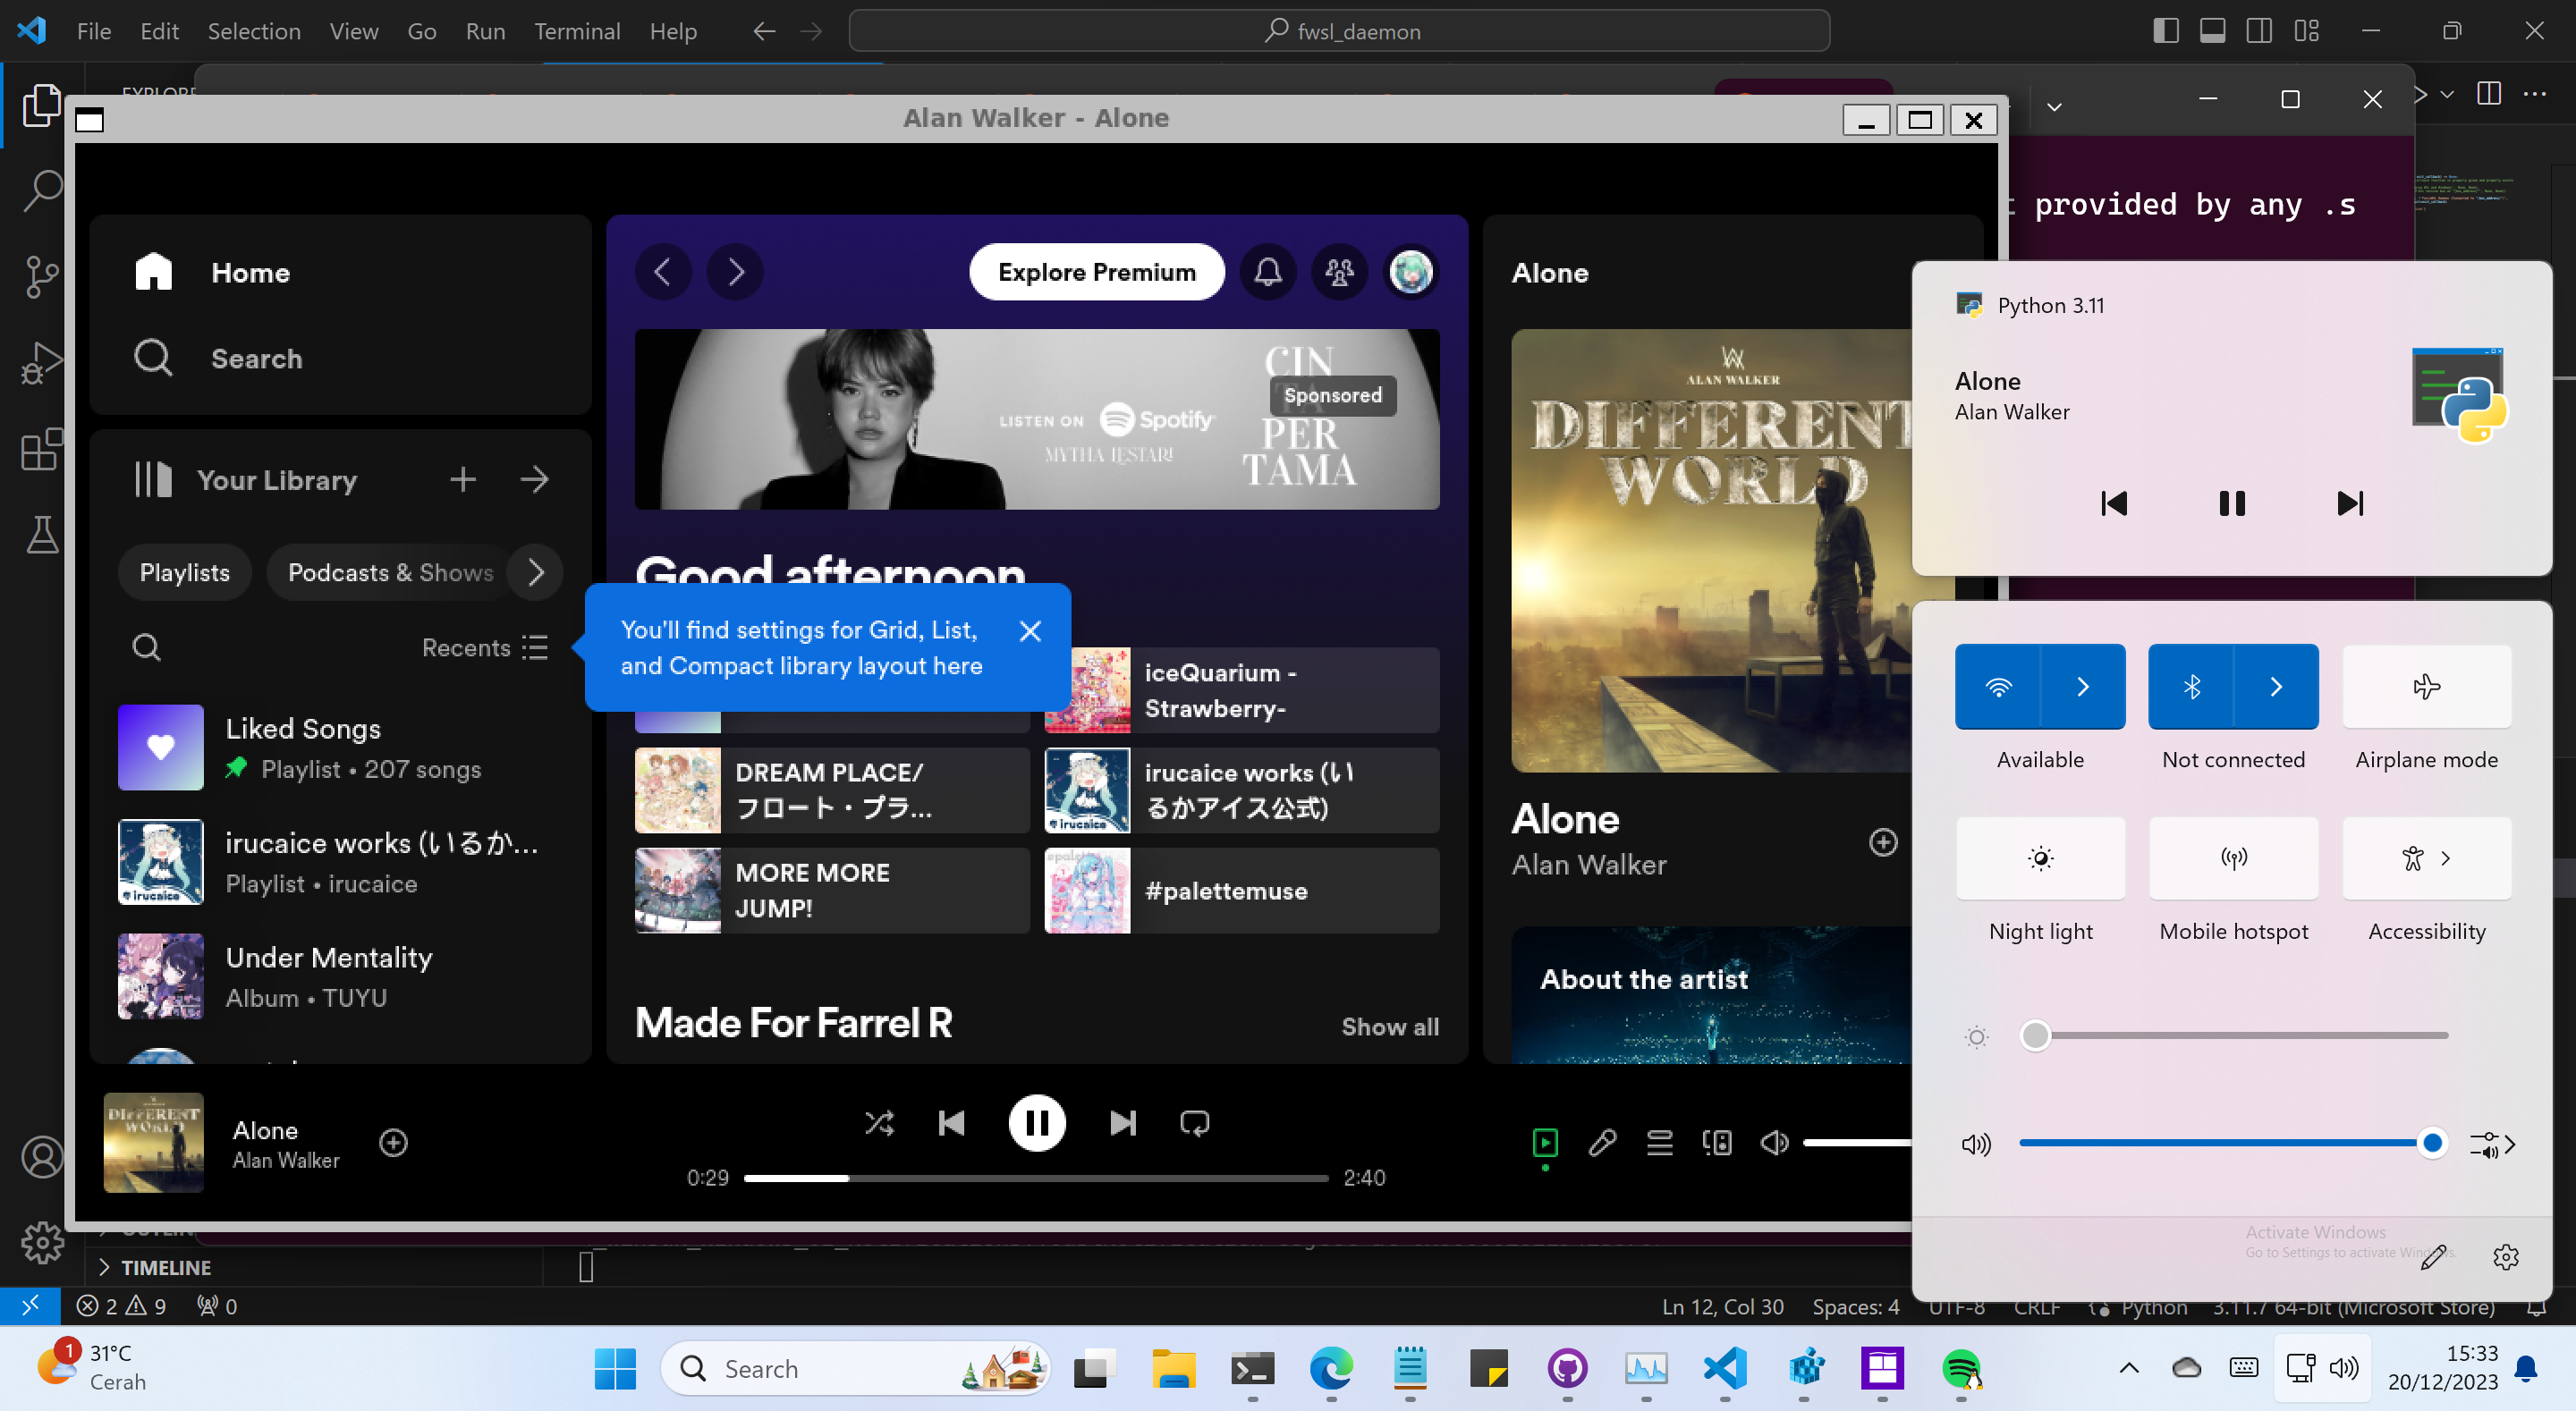 File Edit Selection View Go Run Terminal Help
fwsl_daemon
Alan Walker - Alone
provided by any .s
Home
Search
Your Library
Playlists
Podcasts & Shows
Recents
Liked Songs
Playlist • 207 songs
irucaice works (いるか...
Playlist • irucaice
Under Mentality
Album • TUYU
Explore Premium
LISTEN ON Spotify
MYTHA LESTARI
CIN
TA
PER
TAMA
Sponsored
Good afternoon
You'll find settings for Grid, List,
and Compact library layout here
iceQuarium -
Strawberry-
DREAM PLACE/
フロート・プラ...
irucaice works (い
るかアイス公式)
MORE MORE
JUMP!
#palettemuse
Made For Farrel R
Show all
Alone
ALAN WALKER
DIFFERENT
WORLD
Alone
Alan Walker
About the artist
DIFFERENT
WORLD
Alone
Alan Walker
0:29
2:40
Python 3.11
Alone
Alan Walker
Available
Not connected
Airplane mode
Night light
Mobile hotspot
Accessibility
Activate Windows
Go to Settings to activate Windows.
TIMELINE
2 9 0
Ln 12, Col 30 Spaces: 4 UTF-8 CRLF Python 3.11.7 64-bit (Microsoft Store)
1
31°C
Cerah
Search
15:33
20/12/2023